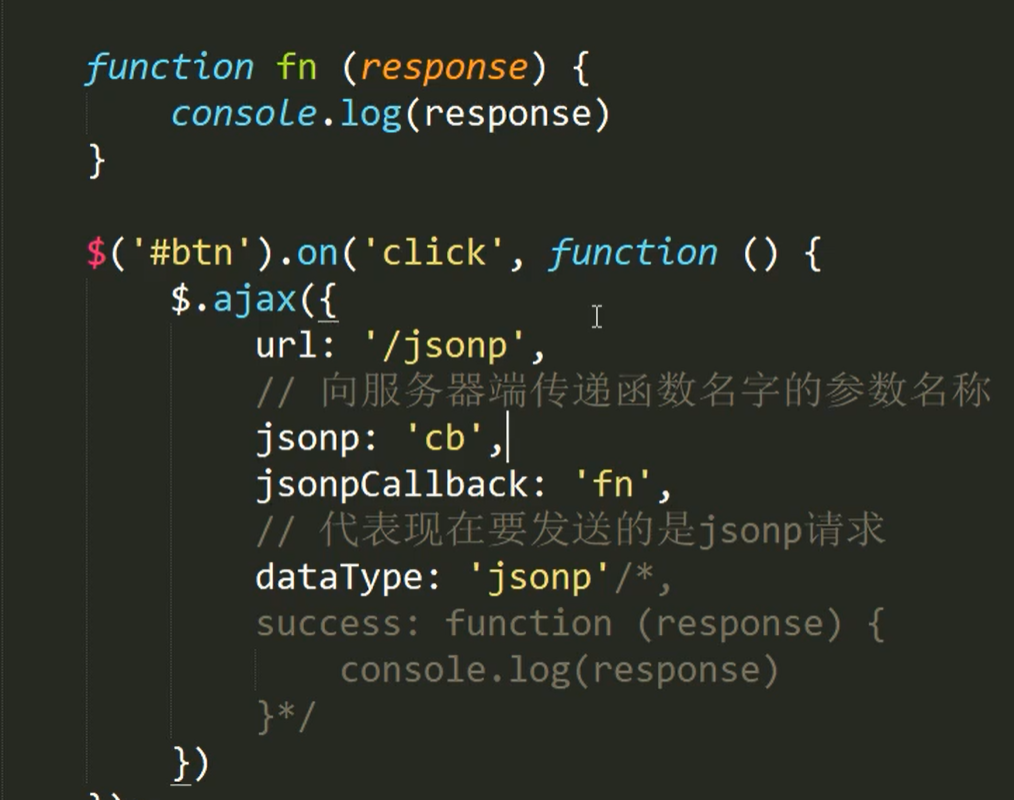 function fn (response) {
console.log(response)
}
$('#btn').on('click', function () {
$.ajax({
url: '/jsonp',
// 向服务器端传递函数名字的参数名称
jsonp: 'cb',
jsonpCallback: 'fn',
// 代表现在要发送的是jsonp请求
dataType: 'jsonp'/*,
success: function (response) {
console.log(response)
}*/
})
})